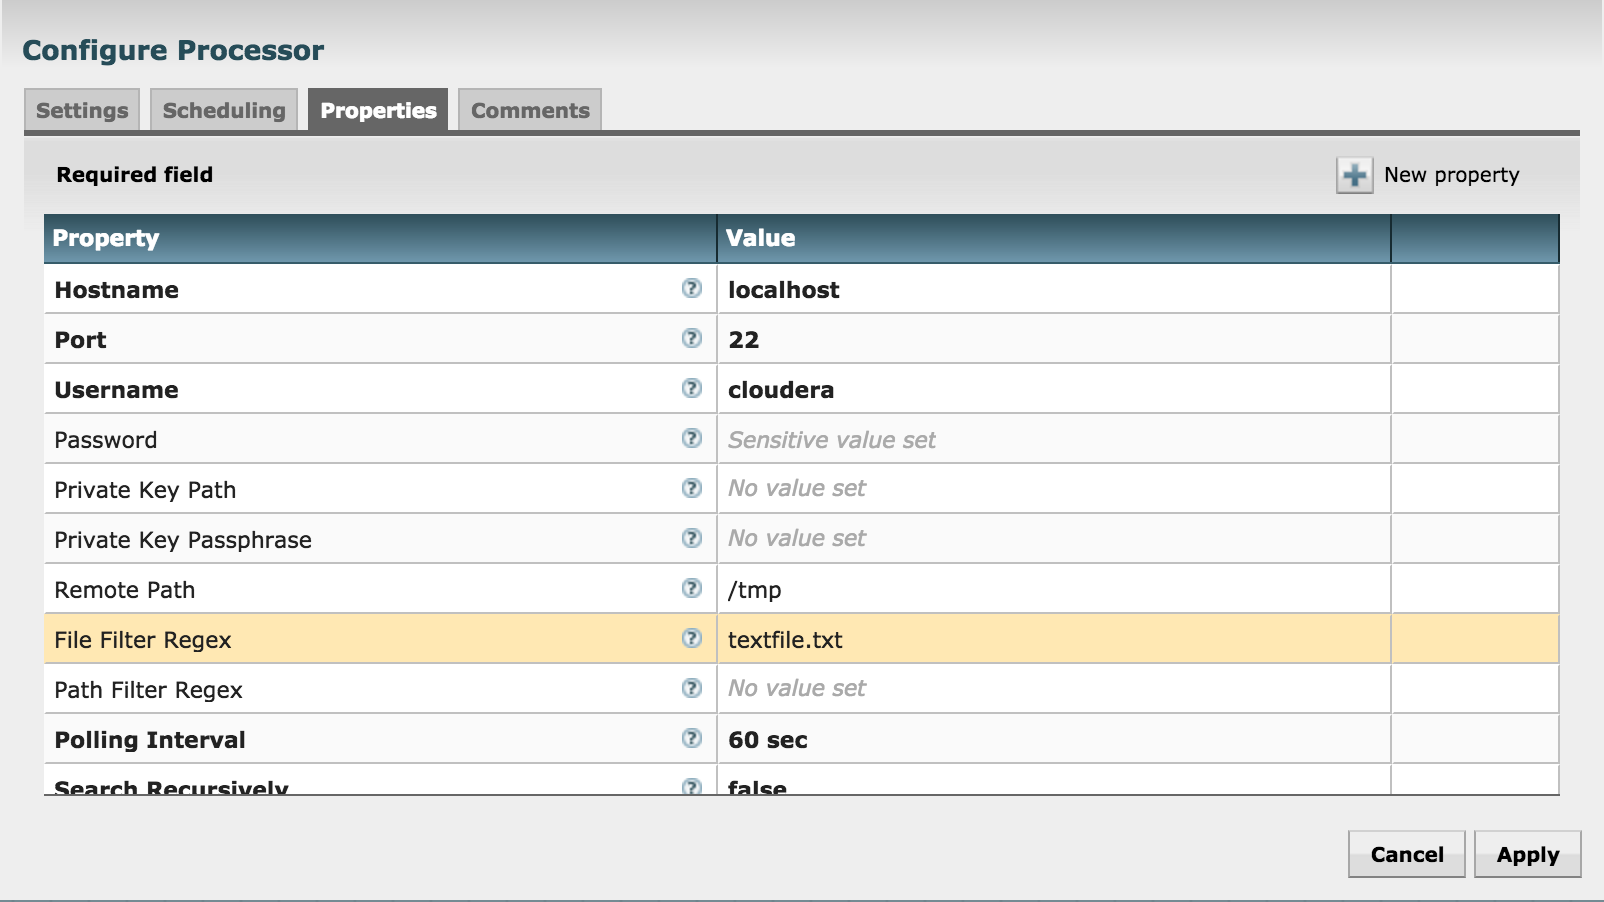 Configure Processor
Settings Scheduling Properties Comments
Required field New property
Property Value
Hostname ? localhost
Port ? 22
Username ? cloudera
Password ? Sensitive value set
Private Key Path ? No value set
Private Key Passphrase ? No value set
Remote Path ? /tmp
File Filter Regex ? textfile.txt
Path Filter Regex ? No value set
Polling Interval ? 60 sec
Search Recursively ? false
Cancel Apply